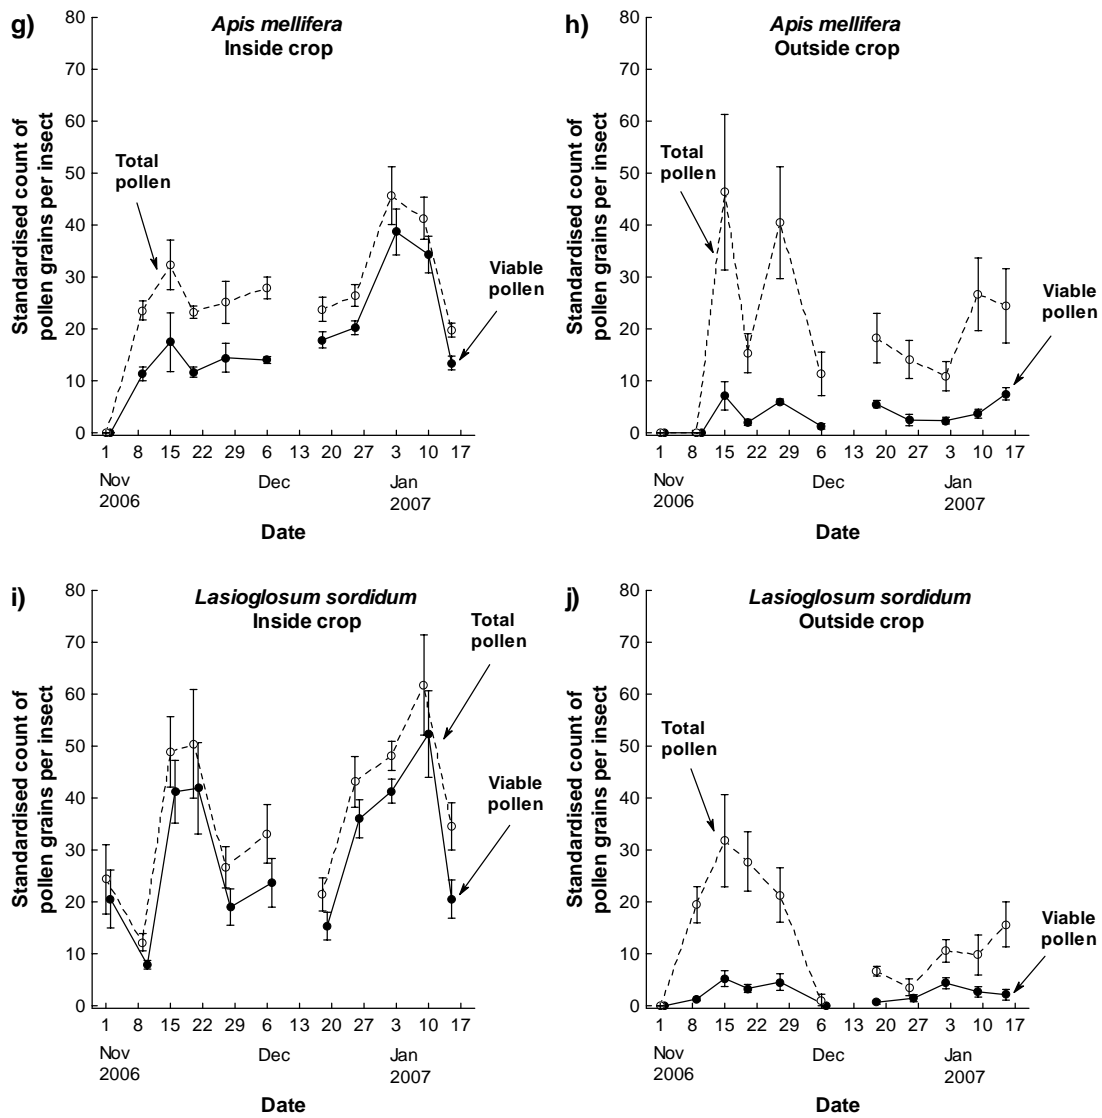 g)
Apis mellifera
Inside crop
Standardised count of
pollen grains per insect
80
70
60
50
40
30
20
10
0
Total
pollen
Viable
pollen
1 8 15 22 29 6 13 20 27 3 10 17
Nov Dec Jan
2006 2007
Date
h)
Apis mellifera
Outside crop
Standardised count of
pollen grains per insect
80
70
60
50
40
30
20
10
0
Total
pollen
Viable
pollen
1 8 15 22 29 6 13 20 27 3 10 17
Nov Dec Jan
2006 2007
Date
i)
Lasioglosum sordidum
Inside crop
Standardised count of
pollen grains per insect
80
70
60
50
40
30
20
10
0
Total
pollen
Viable
pollen
1 8 15 22 29 6 13 20 27 3 10 17
Nov Dec Jan
2006 2007
Date
j)
Lasioglosum sordidum
Outside crop
Standardised count of
pollen grains per insect
80
70
60
50
40
30
20
10
0
Total
pollen
Viable
pollen
1 8 15 22 29 6 13 20 27 3 10 17
Nov Dec Jan
2006 2007
Date